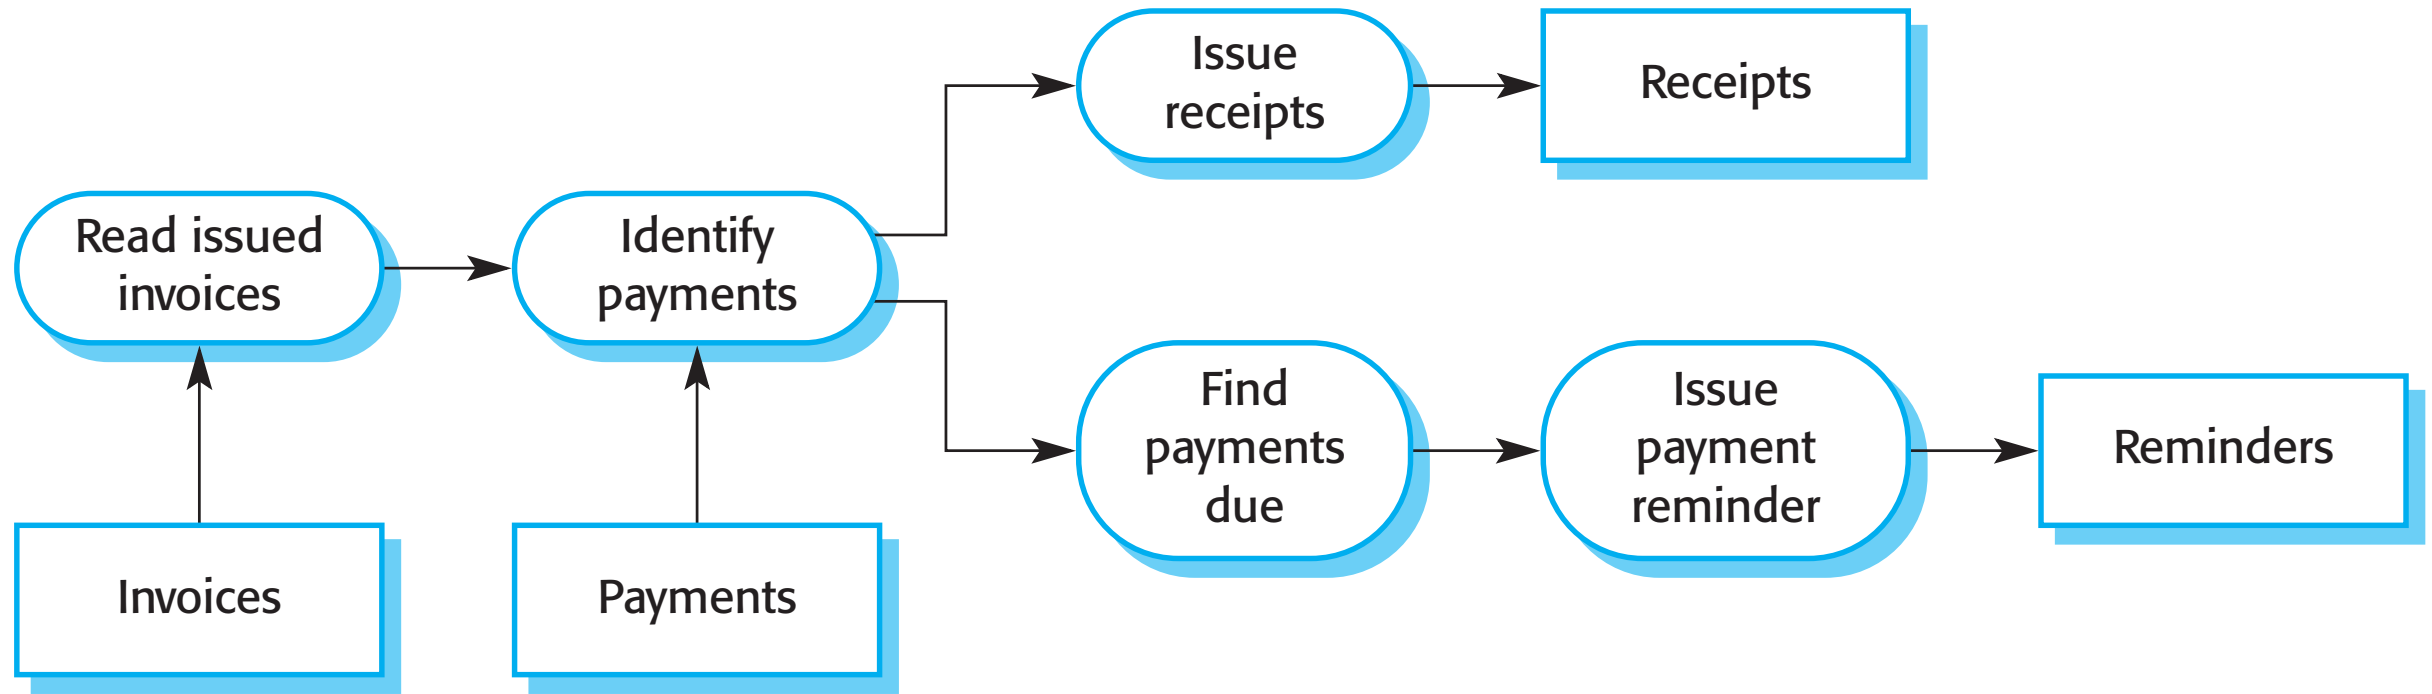 Issue
receipts
Receipts
Read issued
invoices
Identify
payments
Find
payments
due
Issue
payment
reminder
Reminders
Invoices
Payments